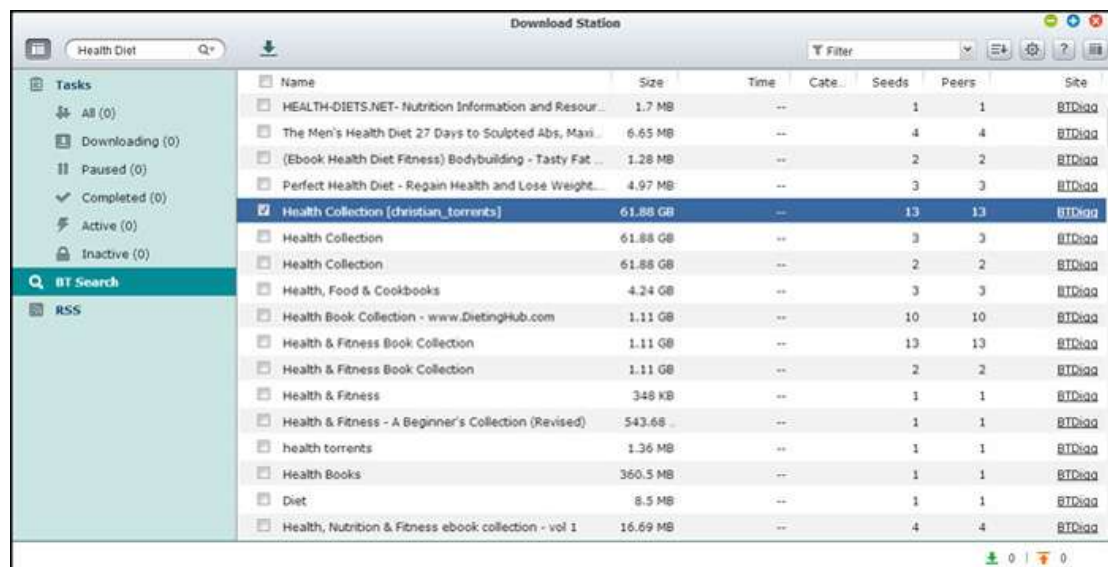 Download Station
Health Diet
Filter
Tasks
All (0)
Downloading (0)
Paused (0)
Completed (0)
Active (0)
Inactive (0)
BT Search
RSS
Name Size Time Cate.. Seeds Peers Site
HEALTH-DIETS.NET- Nutrition Information and Resour.. 1.7 MB -- 1 1 BTDigg
The Men's Health Diet 27 Days to Sculpted Abs, Maxi.. 6.65 MB -- 4 4 BTDigg
(Ebook Health Diet Fitness) Bodybuilding - Tasty Fat ... 1.28 MB -- 2 2 BTDigg
Perfect Health Diet - Regain Health and Lose Weight... 4.97 MB -- 3 3 BTDigg
Health Collection [christian_torrents] 61.88 GB -- 13 13 BTDigg
Health Collection 61.88 GB -- 3 3 BTDigg
Health Collection 61.88 GB -- 2 2 BTDigg
Health, Food & Cookbooks 4.24 GB -- 3 3 BTDigg
Health Book Collection - www.DietingHub.com 1.11 GB -- 10 10 BTDigg
Health & Fitness Book Collection 1.11 GB -- 13 13 BTDigg
Health & Fitness Book Collection 1.11 GB -- 2 2 BTDigg
Health & Fitness 348 KB -- 1 1 BTDigg
Health & Fitness - A Beginner's Collection (Revised) 543.68 .. -- 1 1 BTDigg
health torrents 1.36 MB -- 1 1 BTDigg
Health Books 360.5 MB -- 1 1 BTDigg
Diet 8.5 MB -- 1 1 BTDigg
Health, Nutrition & Fitness ebook collection - vol 1 16.69 MB -- 4 4 BTDigg
0 | 0